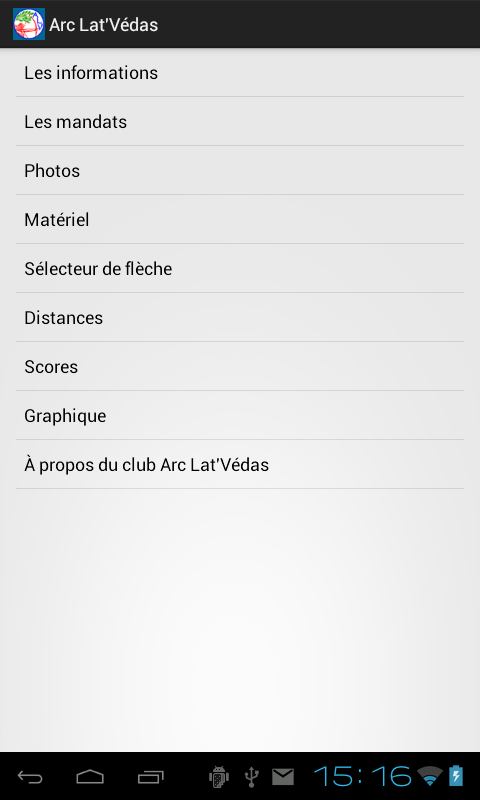 Arc Lat'Védas
Les informations
Les mandats
Photos
Matériel
Sélecteur de flèche
Distances
Scores
Graphique
À propos du club Arc Lat'Védas
15:16